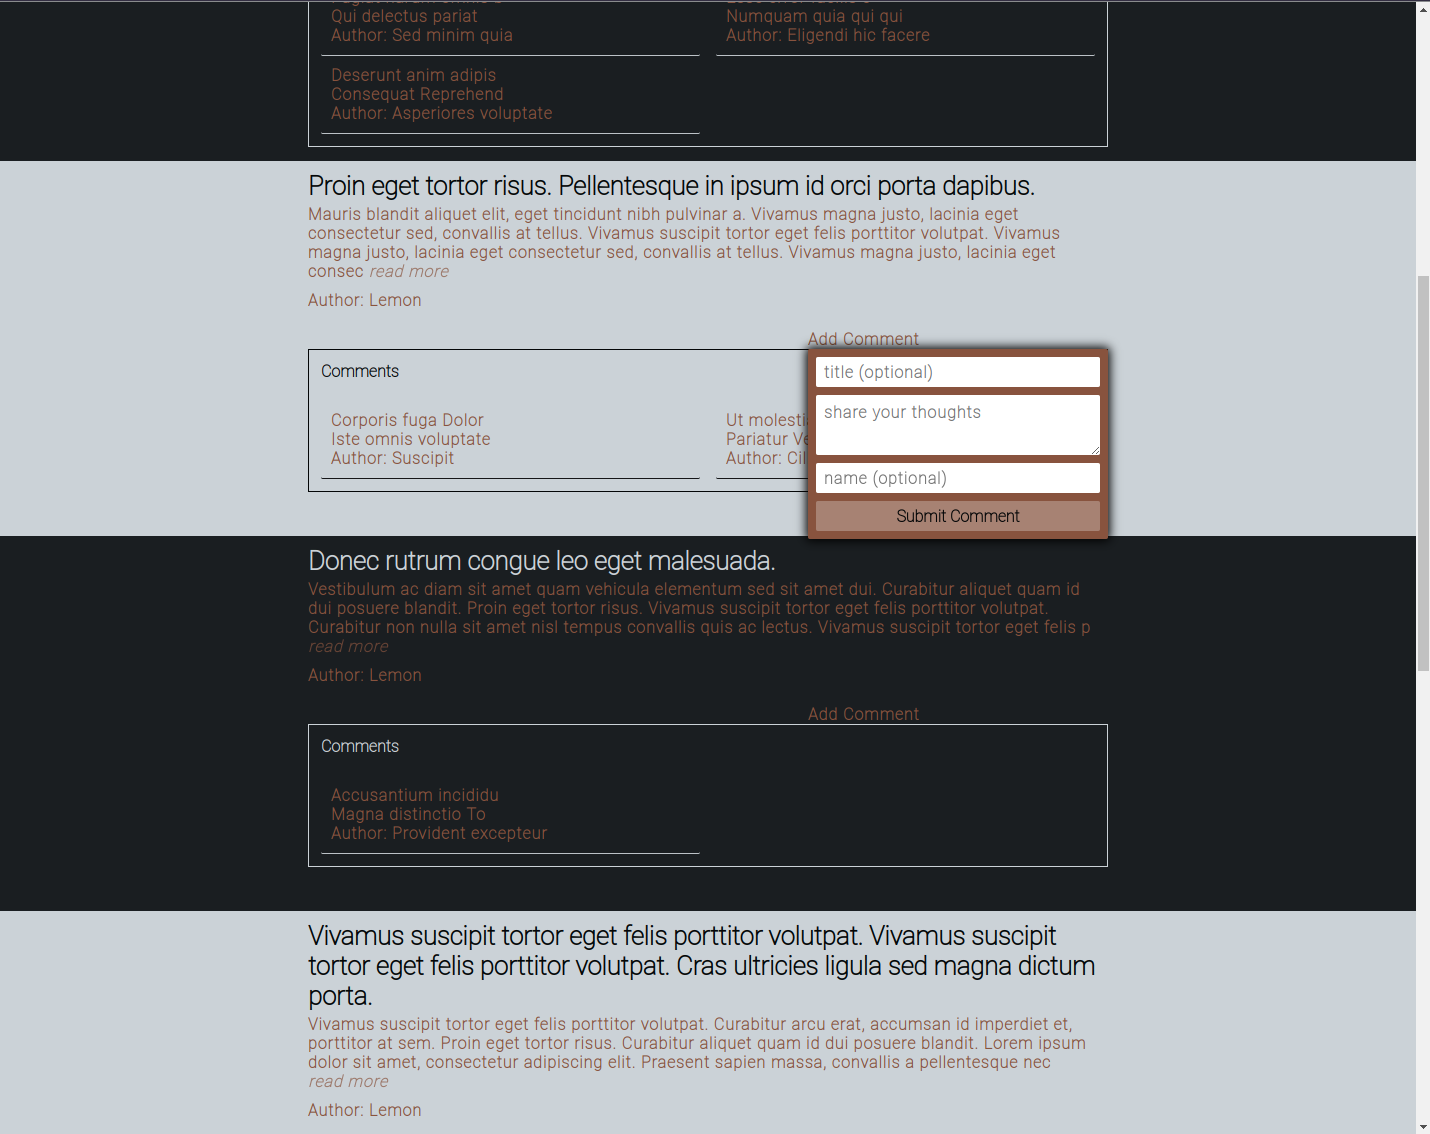 Qui delectus pariat
Author: Sed minim quia
Numquam quia qui qui
Author: Eligendi hic facere
Deserunt anim adipis
Consequat Reprehend
Author: Asperiores voluptate
Proin eget tortor risus. Pellentesque in ipsum id orci porta dapibus.
Mauris blandit aliquet elit, eget tincidunt nibh pulvinar a. Vivamus magna justo, lacinia eget
consectetur sed, convallis at tellus. Vivamus suscipit tortor eget felis porttitor volutpat. Vivamus
magna justo, lacinia eget consectetur sed, convallis at tellus. Vivamus magna justo, lacinia eget
consec read more
Author: Lemon
Add Comment
Comments
Corporis fuga Dolor
Iste omnis voluptate
Author: Suscipit
Ut molesti
Pariatur Ve
Author: Cil
title (optional)
share your thoughts
name (optional)
Submit Comment
Donec rutrum congue leo eget malesuada.
Vestibulum ac diam sit amet quam vehicula elementum sed sit amet dui. Curabitur aliquet quam id
dui posuere blandit. Proin eget tortor risus. Vivamus suscipit tortor eget felis porttitor volutpat.
Curabitur non nulla sit amet nisl tempus convallis quis ac lectus. Vivamus suscipit tortor eget felis p
read more
Author: Lemon
Add Comment
Comments
Accusantium incididu
Magna distinctio To
Author: Provident excepteur
Vivamus suscipit tortor eget felis porttitor volutpat. Vivamus suscipit
tortor eget felis porttitor volutpat. Cras ultricies ligula sed magna dictum
porta.
Vivamus suscipit tortor eget felis porttitor volutpat. Curabitur arcu erat, accumsan id imperdiet et,
porttitor at sem. Proin eget tortor risus. Curabitur aliquet quam id dui posuere blandit. Lorem ipsum
dolor sit amet, consectetur adipiscing elit. Praesent sapien massa, convallis a pellentesque nec
read more
Author: Lemon